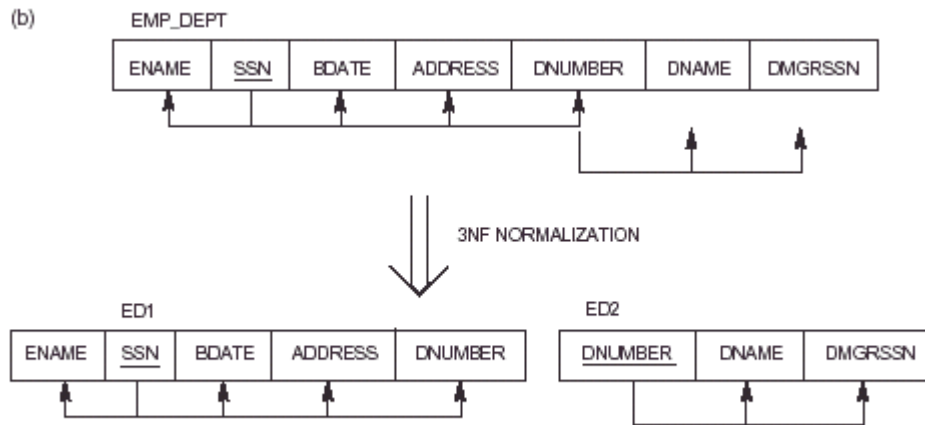 (b)
EMP_DEPT
ENAME SSN BDATE ADDRESS DNUMBER DNAME DMGRSSN
3NF NORMALIZATION
ED1
ENAME SSN BDATE ADDRESS DNUMBER
ED2
DNUMBER DNAME DMGRSSN